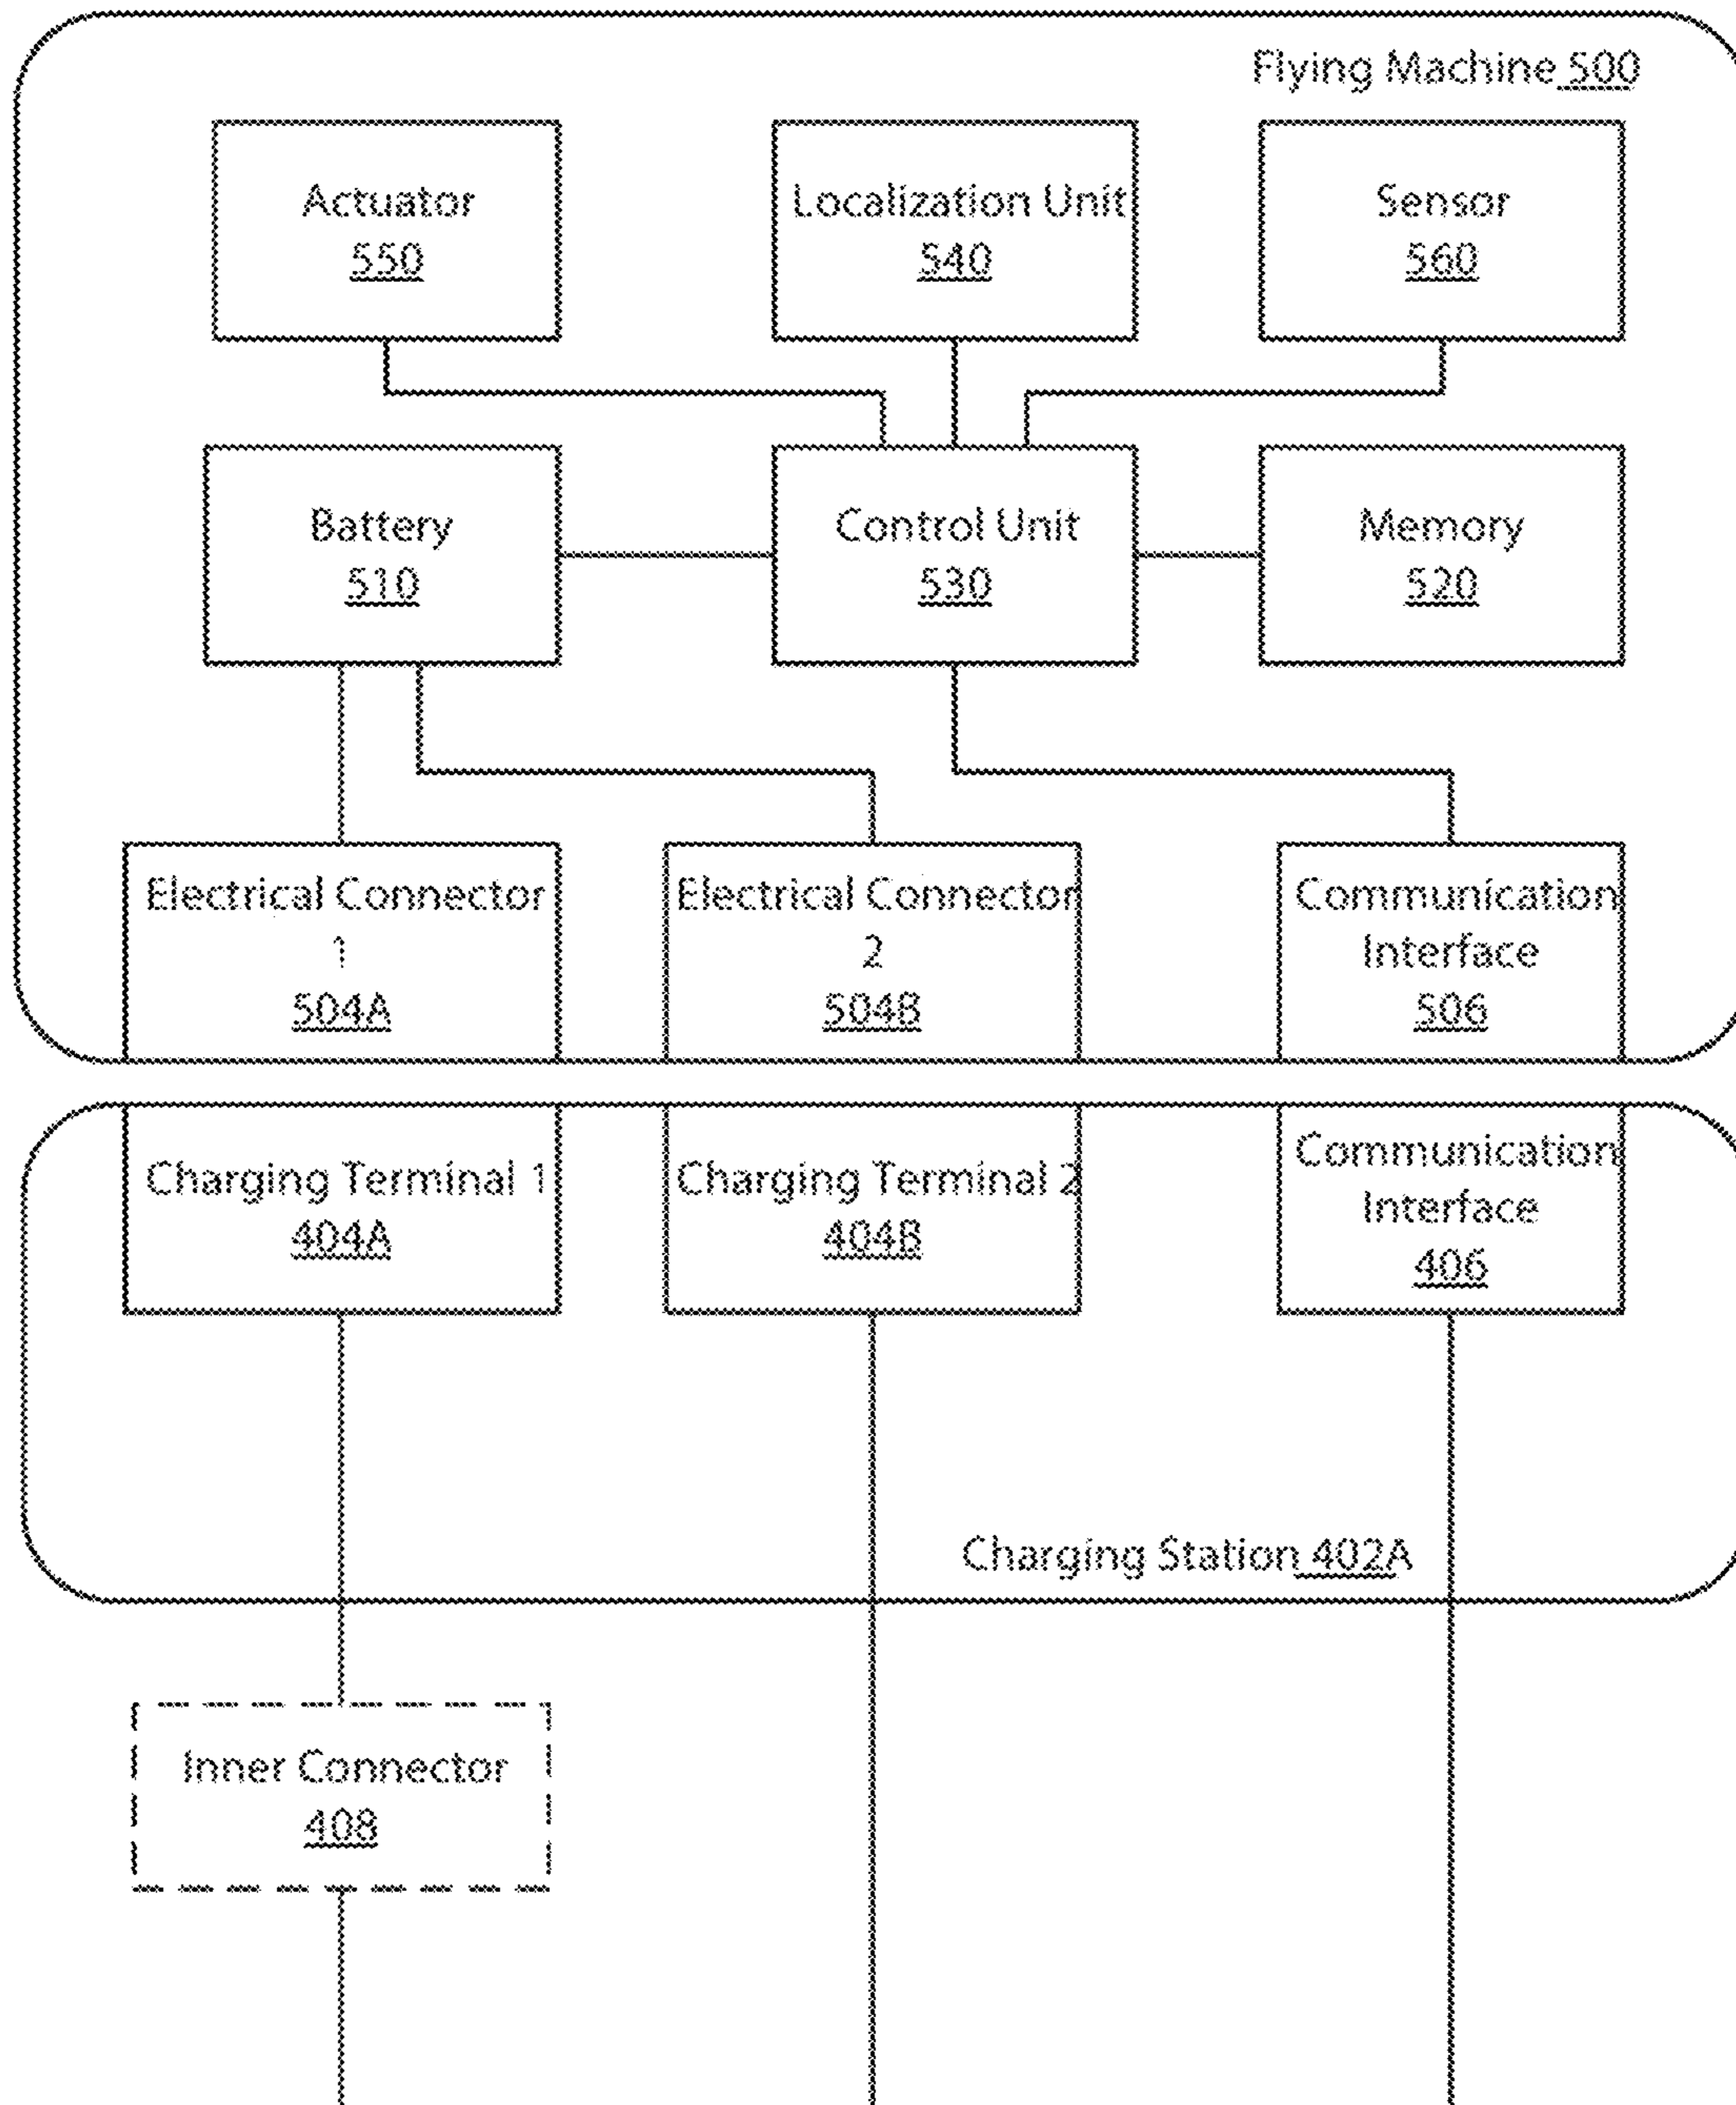 Flying Machine 500
Actuator
550
Localization Unit
540
Sensor
560
Battery
510
Control Unit
530
Memory
520
Electrical Connector
1
504A
Electrical Connector
2
504B
Communication
Interface
506
Charging Terminal 1
404A
Charging Terminal 2
404B
Communication
Interface
406
Charging Station 402A
Inner Connector
408